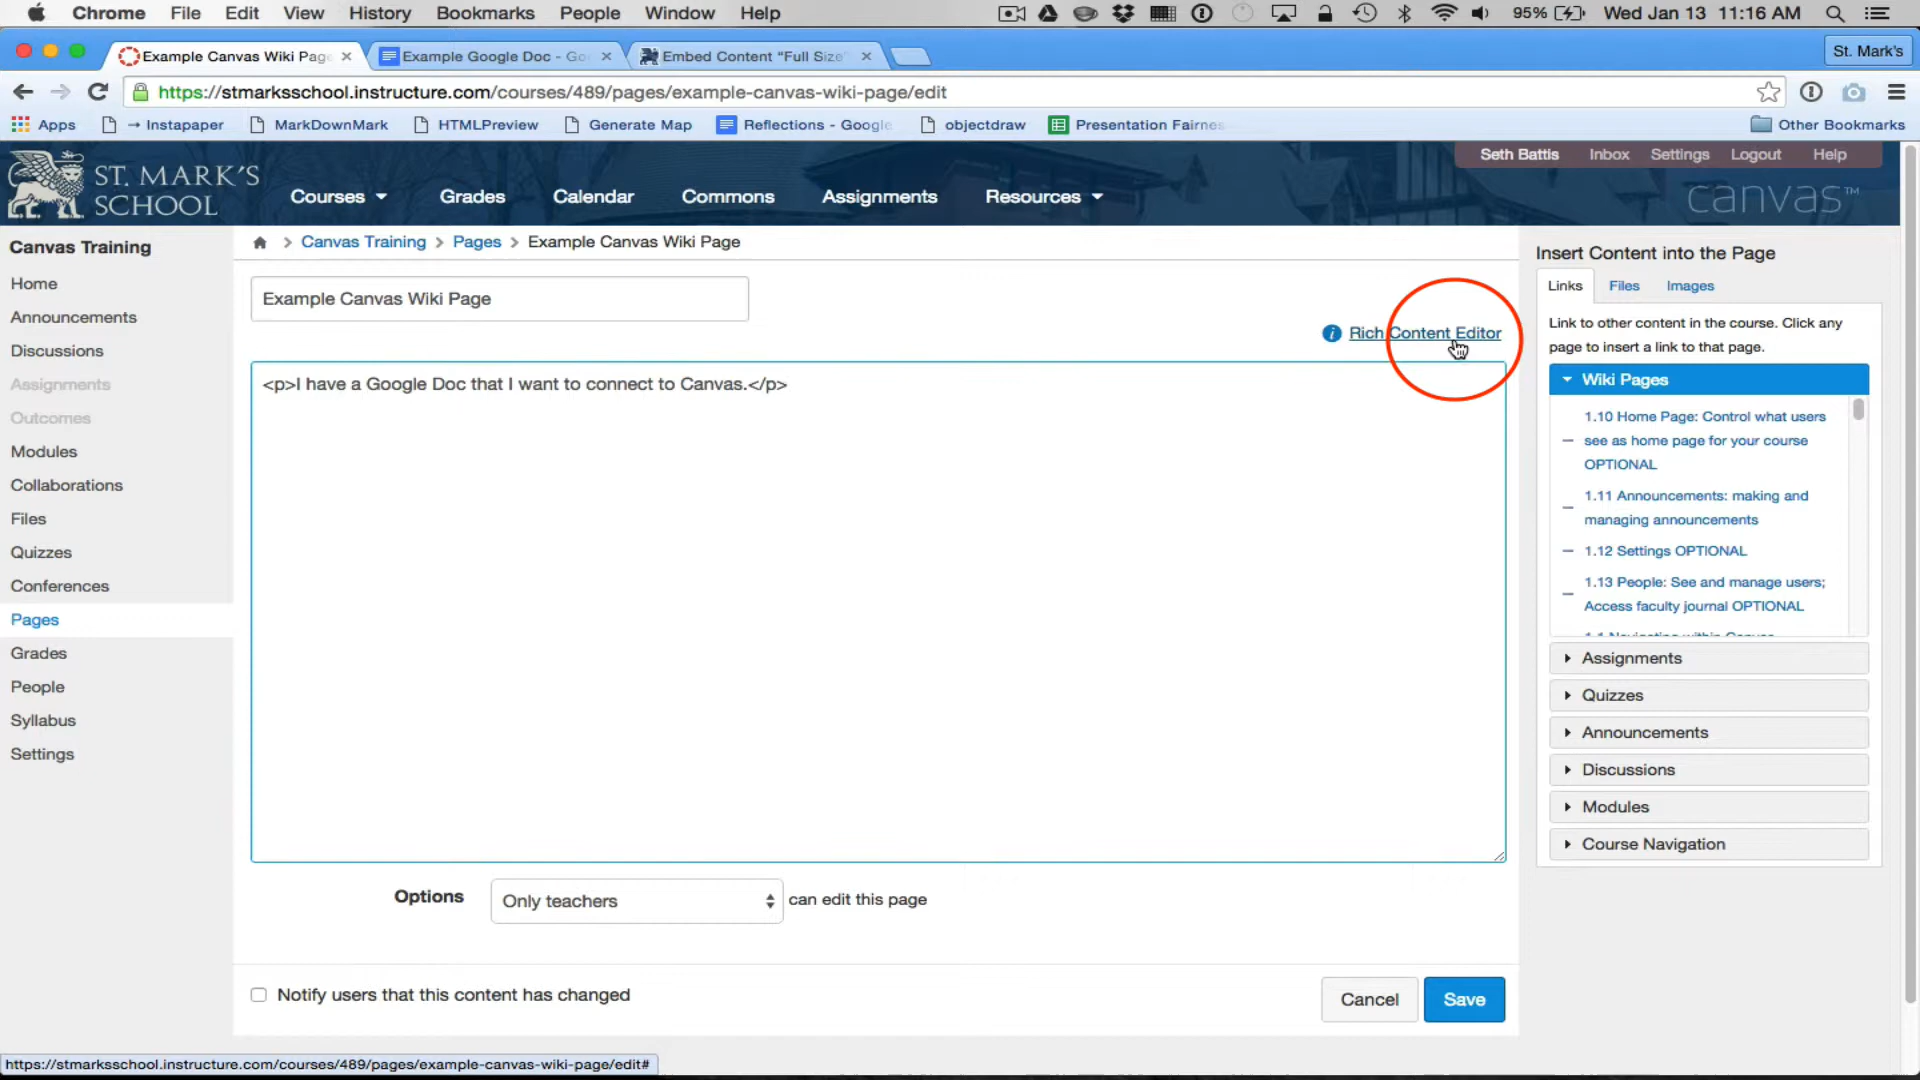 Chrome File Edit View History Bookmarks People Window Help 95% Wed Jan 13 11:16 AM
Example Canvas Wiki Page Example Google Doc - Go Embed Content "Full Size" St. Mark's
https://stmarksschool.instructure.com/courses/489/pages/example-canvas-wiki-page/edit
Apps → Instapaper MarkDownMark HTMLPreview Generate Map Reflections - Google objectdraw Presentation Fairnes Other Bookmarks
Seth Battis Inbox Settings Logout Help
ST. MARK'S
SCHOOL
Courses Grades Calendar Commons Assignments Resources
canvas™
Canvas Training
Home
Announcements
Discussions
Assignments
Outcomes
Modules
Collaborations
Files
Quizzes
Conferences
Pages
Grades
People
Syllabus
Settings
> Canvas Training > Pages > Example Canvas Wiki Page
Example Canvas Wiki Page
Rich Content Editor
<p>I have a Google Doc that I want to connect to Canvas.</p>
Options Only teachers can edit this page
Notify users that this content has changed
Cancel Save
Insert Content into the Page
Links Files Images
Link to other content in the course. Click any
page to insert a link to that page.
Wiki Pages
1.10 Home Page: Control what users
see as home page for your course
OPTIONAL
1.11 Announcements: making and
managing announcements
1.12 Settings OPTIONAL
1.13 People: See and manage users;
Access faculty journal OPTIONAL
Assignments
Quizzes
Announcements
Discussions
Modules
Course Navigation
https://stmarksschool.instructure.com/courses/489/pages/example-canvas-wiki-page/edit#